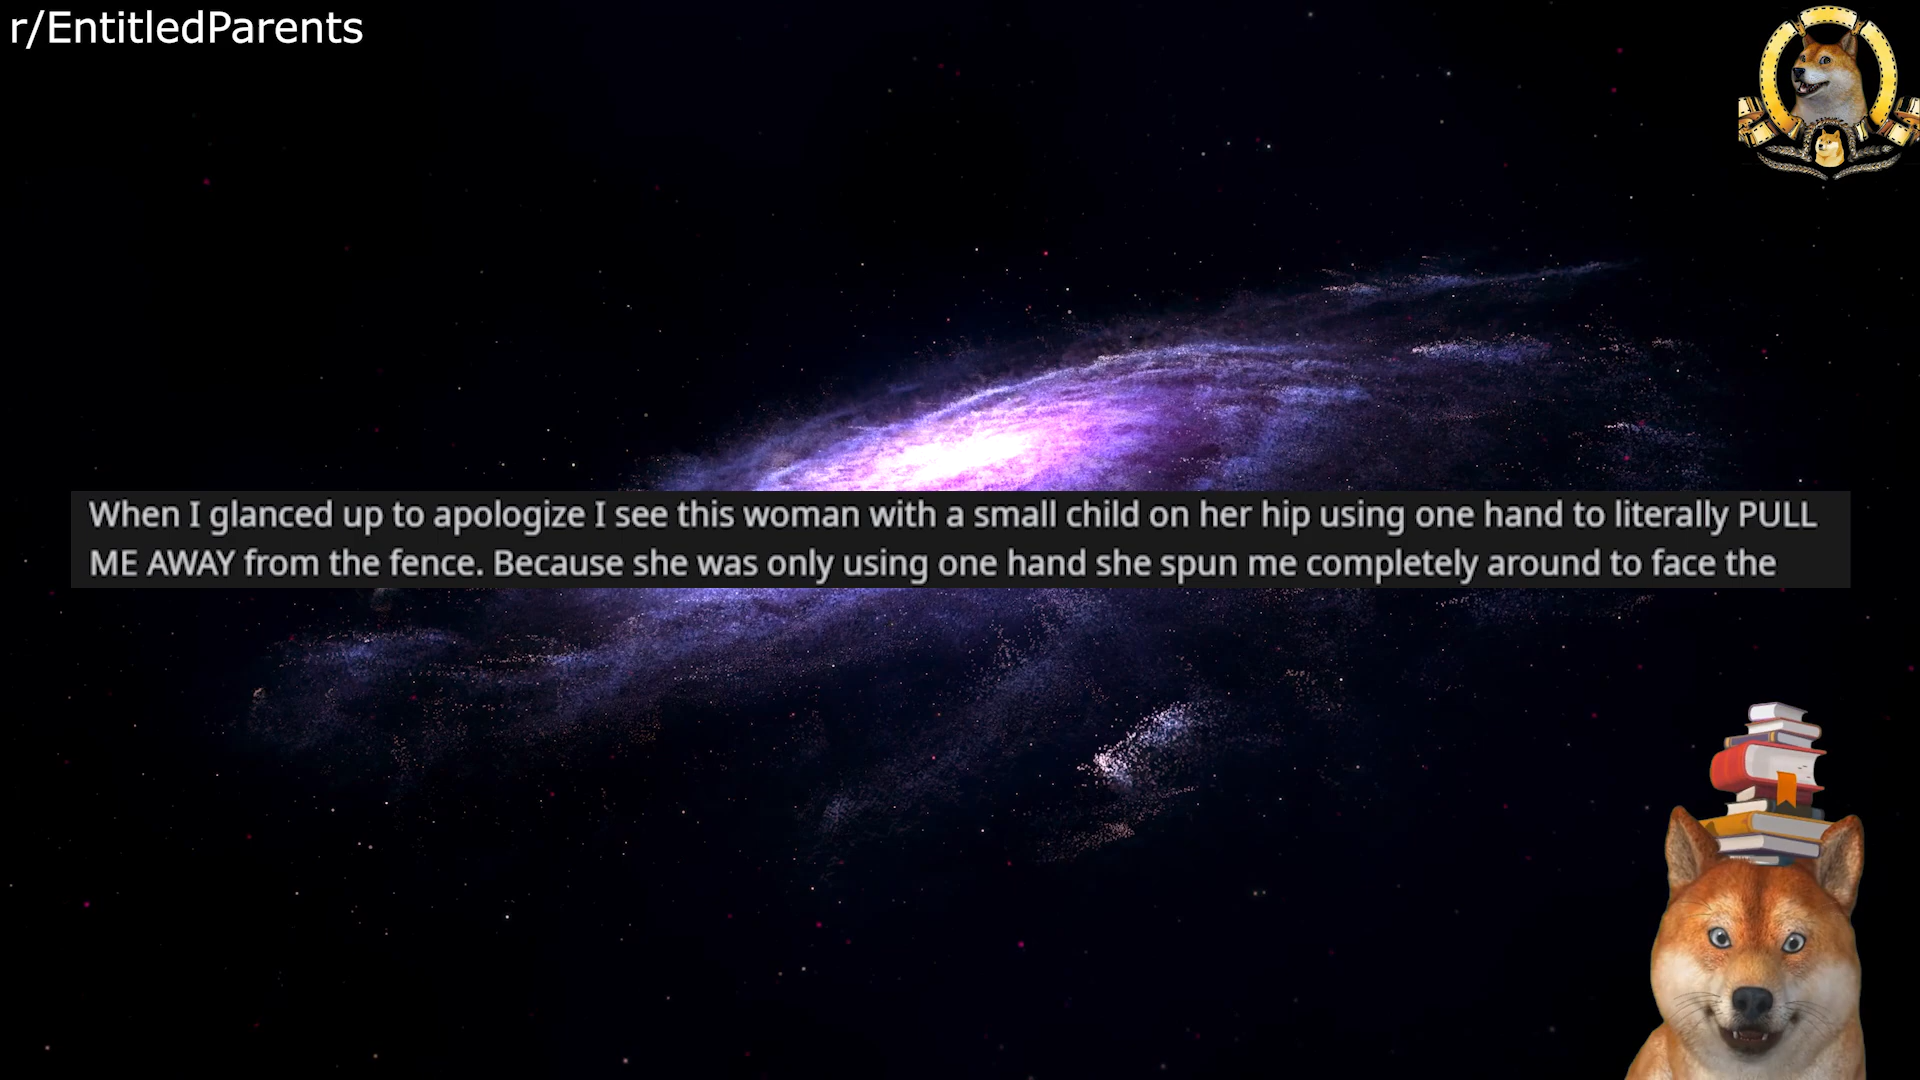 r/EntitledParents
When I glanced up to apologize I see this woman with a small child on her hip using one hand to literally PULL
ME AWAY from the fence. Because she was only using one hand she spun me completely around to face the